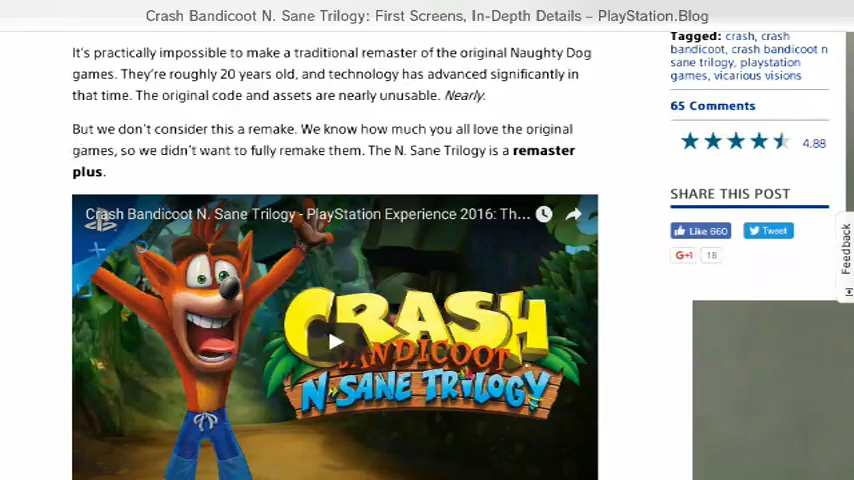 Crash Bandicoot N. Sane Trilogy: First Screens, In-Depth Details – PlayStation.Blog
It's practically impossible to make a traditional remaster of the original Naughty Dog
games. They're roughly 20 years old, and technology has advanced significantly in
that time. The original code and assets are nearly unusable. Nearly.
But we don't consider this a remake. We know how much you all love the original
games, so we didn't want to fully remake them. The N. Sane Trilogy is a remaster
plus.
Crash Bandicoot N. Sane Trilogy - PlayStation Experience 2016: Th...
CRASH
BANDICOOT
N. SANE TRILOGY
Tagged: crash, crash
bandicoot, crash bandicoot n
sane trilogy, playstation
games, vicarious visions
65 Comments
4.88
SHARE THIS POST
Like 660
Tweet
G+1 18
Feedback